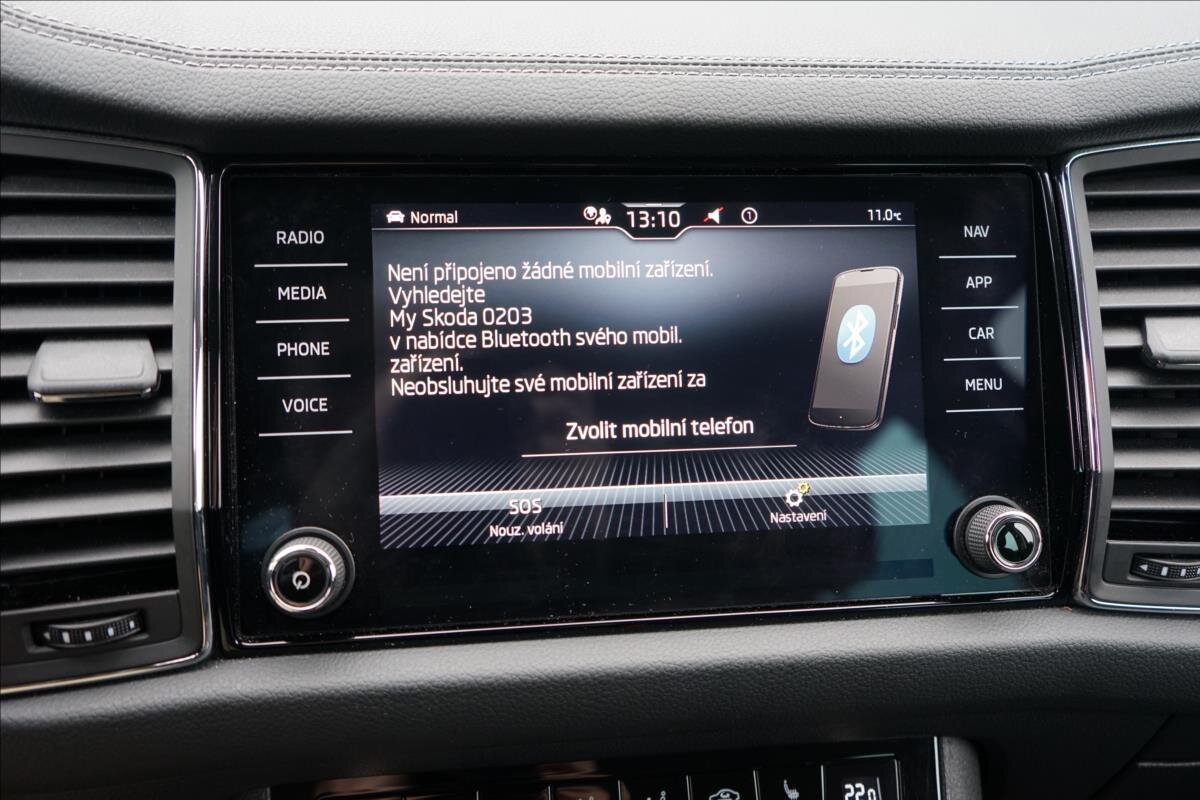 Normal
13:10
1
11.0°C
RADIO
MEDIA
PHONE
VOICE
Není připojeno žádné mobilní zařízení.
Vyhledejte
My Skoda 0203
v nabídce Bluetooth svého mobil.
zařízení.
Neobsluhujte své mobilní zařízení za
Zvolit mobilní telefon
SOS
Nouz. volání
Nastavení
NAV
APP
CAR
MENU